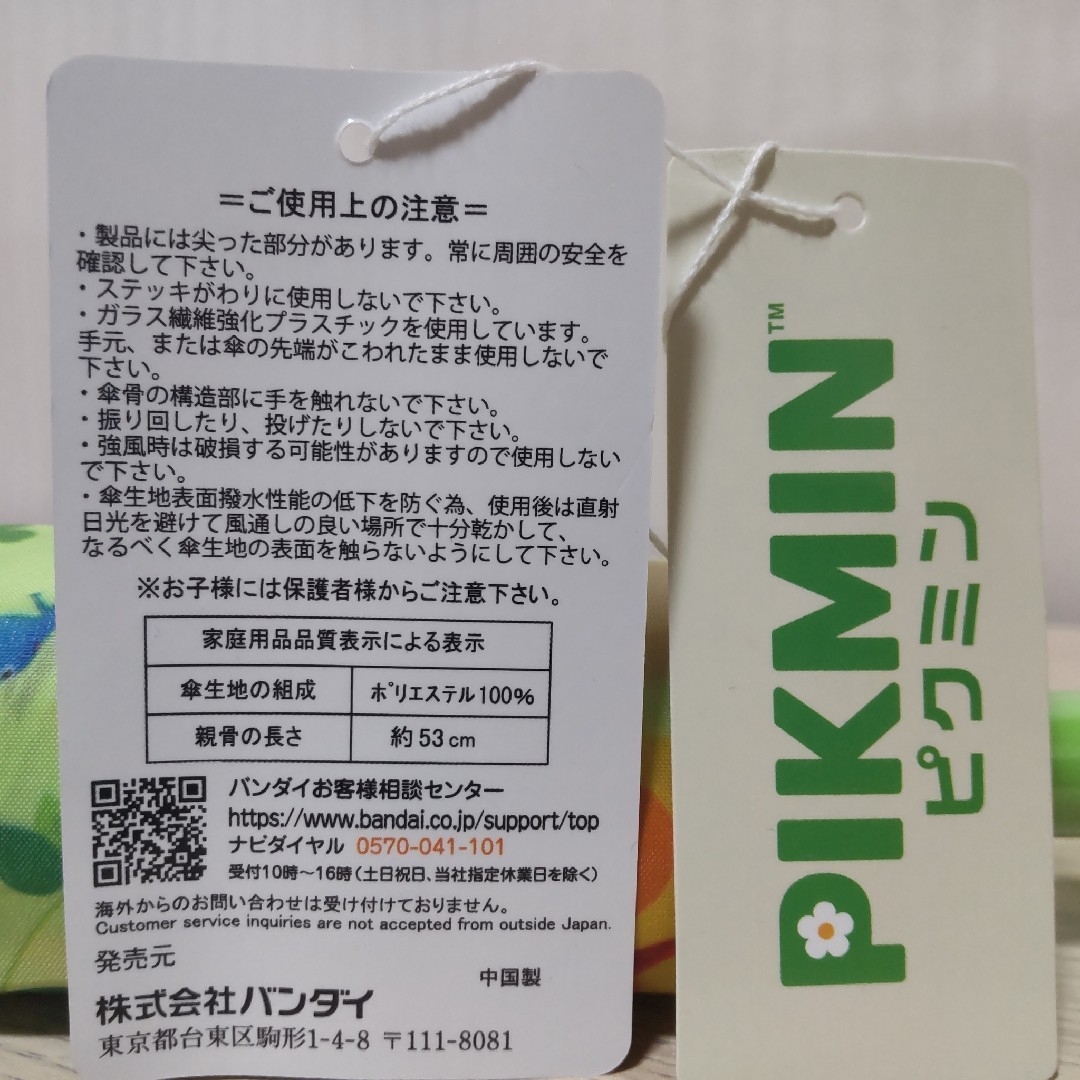 =ご使用上の注意=
・製品には尖った部分があります。常に周囲の安全を
確認して下さい。
・ステッキがわりに使用しないで下さい。
・ガラス繊維強化プラスチックを使用しています。
手元、または傘の先端がこわれたまま使用しないで
下さい。
・傘骨の構造部に手を触れないで下さい。
・振り回したり、投げたりしないで下さい。
・強風時は破損する可能性がありますので使用しない
で下さい。
・傘生地表面撥水性能の低下を防ぐ為、使用後は直射
日光を避けて風通しの良い場所で十分乾かして、
なるべく傘生地の表面を触らないようにして下さい。
※お子様には保護者様からご注意下さい。
家庭用品品質表示による表示
傘生地の組成 ポリエステル100%
親骨の長さ 約53cm
バンダイお客様相談センター
https://www.bandai.co.jp/support/top
ナビダイヤル 0570-041-101
受付10時～16時(土日祝日、当社指定休業日を除く)
海外からのお問い合わせは受け付けておりません。
Customer service inquiries are not accepted from outside Japan.
発売元
中国製
株式会社バンダイ
東京都台東区駒形1-4-8 〒111-8081
PIKMIN™
ピクミン